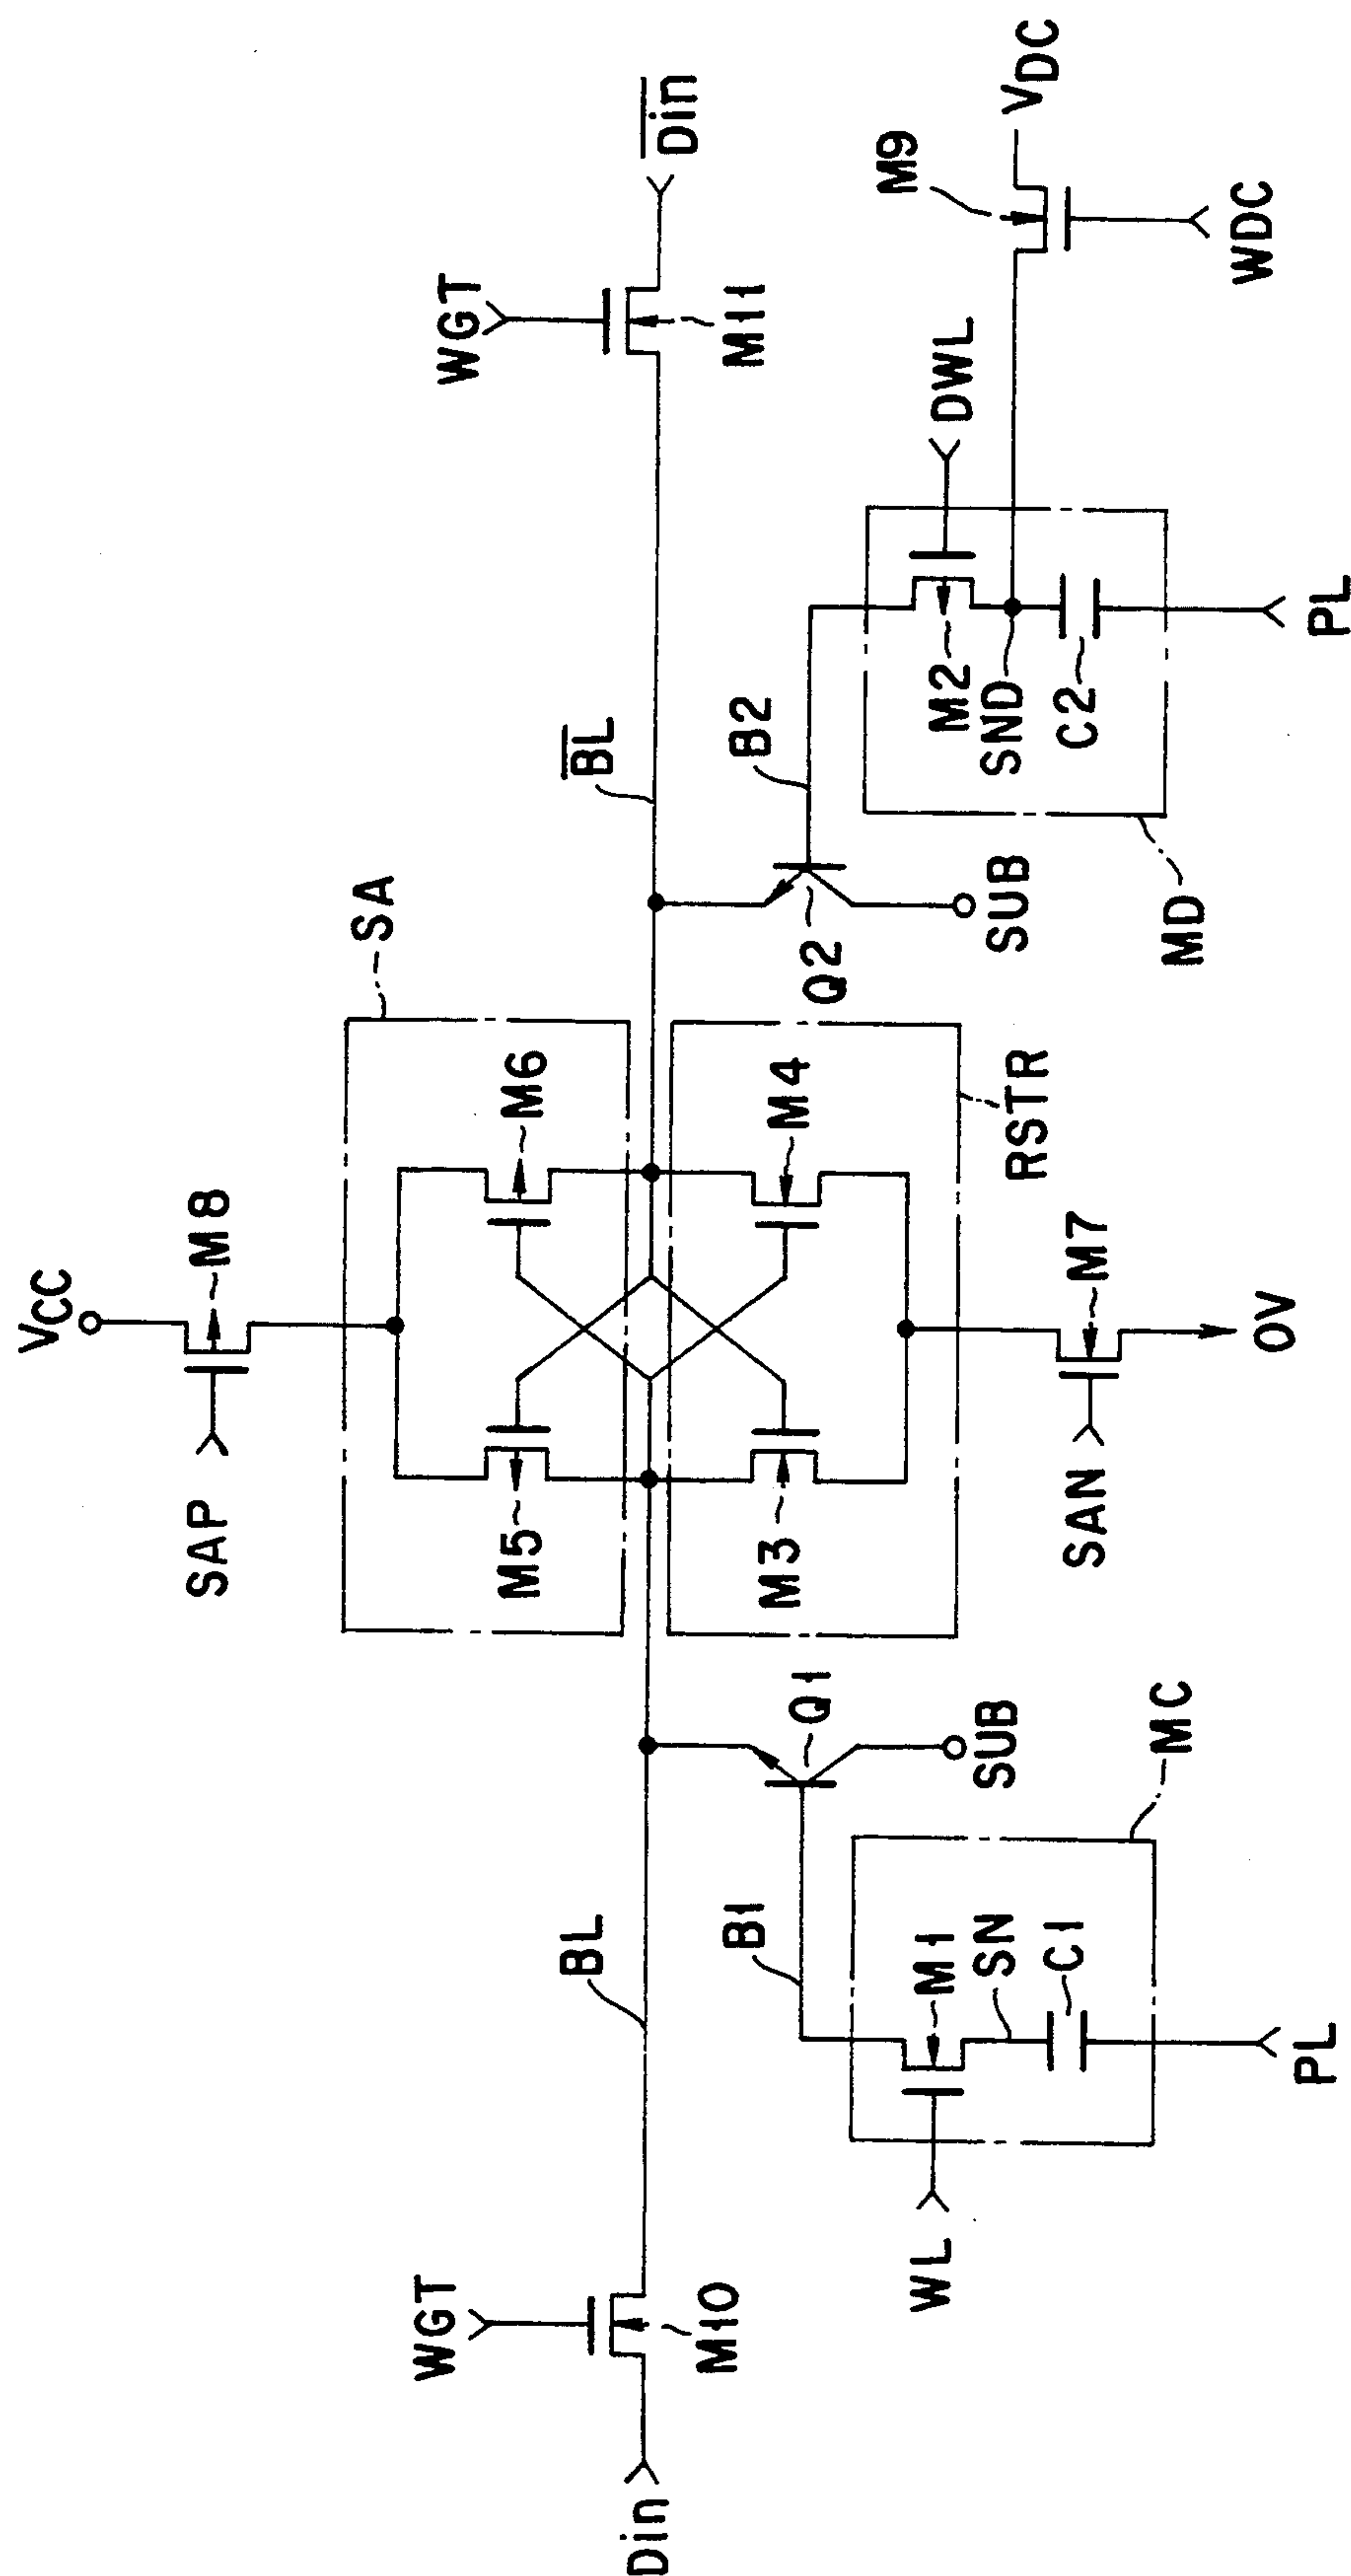 VCC
SAP
M8
SA
M5
M6
WGT
WGT
BL
B̅L̅
Din
D̅i̅n̅
M10
M11
M3
M4
B1
Q1
Q2
B2
M9
VDC
WL
M1
SN
C1
SUB
SUB
M2
SND
C2
DWL
RSTR
MC
SAN
M7
MD
WDC
PL
0V
PL